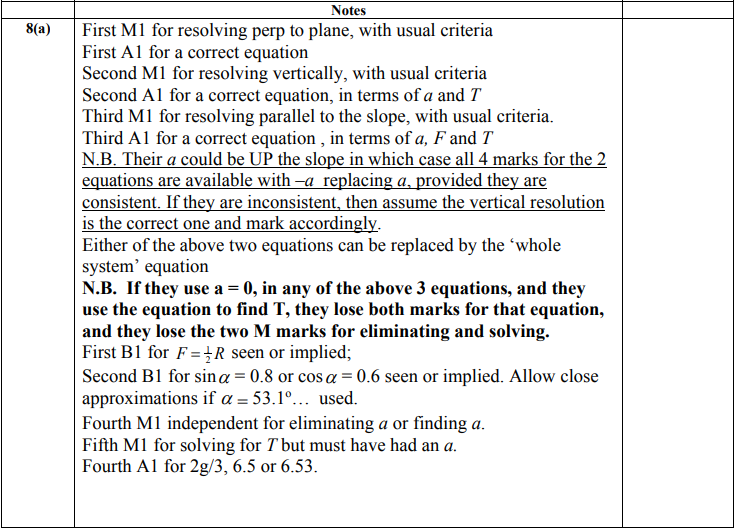 Notes
8(a)
First M1 for resolving perp to plane, with usual criteria
First A1 for a correct equation
Second M1 for resolving vertically, with usual criteria
Second A1 for a correct equation, in terms of a and T
Third M1 for resolving parallel to the slope, with usual criteria.
Third A1 for a correct equation , in terms of a, F and T
N.B. Their a could be UP the slope in which case all 4 marks for the 2
equations are available with –a replacing a, provided they are
consistent. If they are inconsistent, then assume the vertical resolution
is the correct one and mark accordingly.
Either of the above two equations can be replaced by the ‘whole
system’ equation
N.B. If they use a = 0, in any of the above 3 equations, and they
use the equation to find T, they lose both marks for that equation,
and they lose the two M marks for eliminating and solving.
First B1 for F = ½ R seen or implied;
Second B1 for sin α = 0.8 or cos α = 0.6 seen or implied. Allow close
approximations if α = 53.1°… used.
Fourth M1 independent for eliminating a or finding a.
Fifth M1 for solving for T but must have had an a.
Fourth A1 for 2g/3, 6.5 or 6.53.